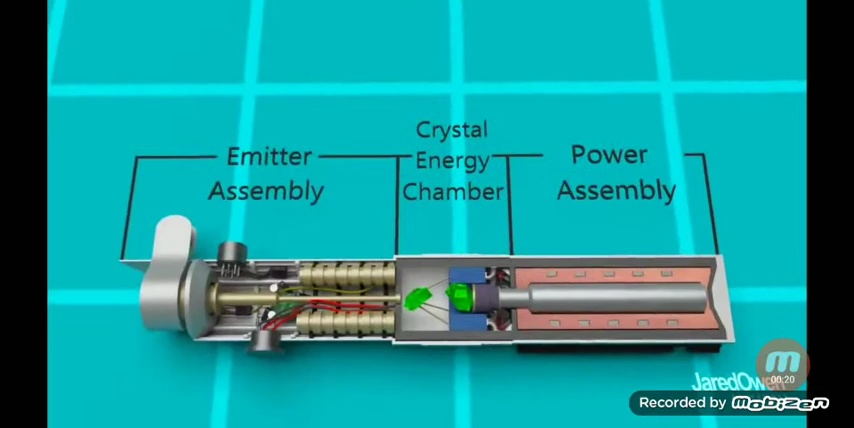 Crystal
Energy
Chamber
Emitter
Assembly
Power
Assembly
JaredOwen
00:20
Recorded by mobizen